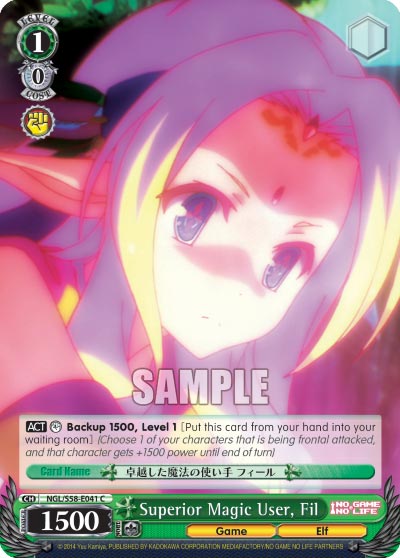 LEVEL
1
0
COST
SAMPLE
ACT Backup 1500, Level 1 [Put this card from your hand into your
waiting room] (Choose 1 of your characters that is being frontal attacked,
and that character gets +1500 power until end of turn)
Card Name 卓越した魔法の使い手 フィール
CH NGL/S58-E041 C
1500
Superior Magic User, Fil
NO GAME
NO LIFE
Game Elf
© 2014 Yuu Kamiya, PUBLISHED BY KADOKAWA CORPORATION MEDIAFACTORY/NO GAME NO LIFE PARTNERS